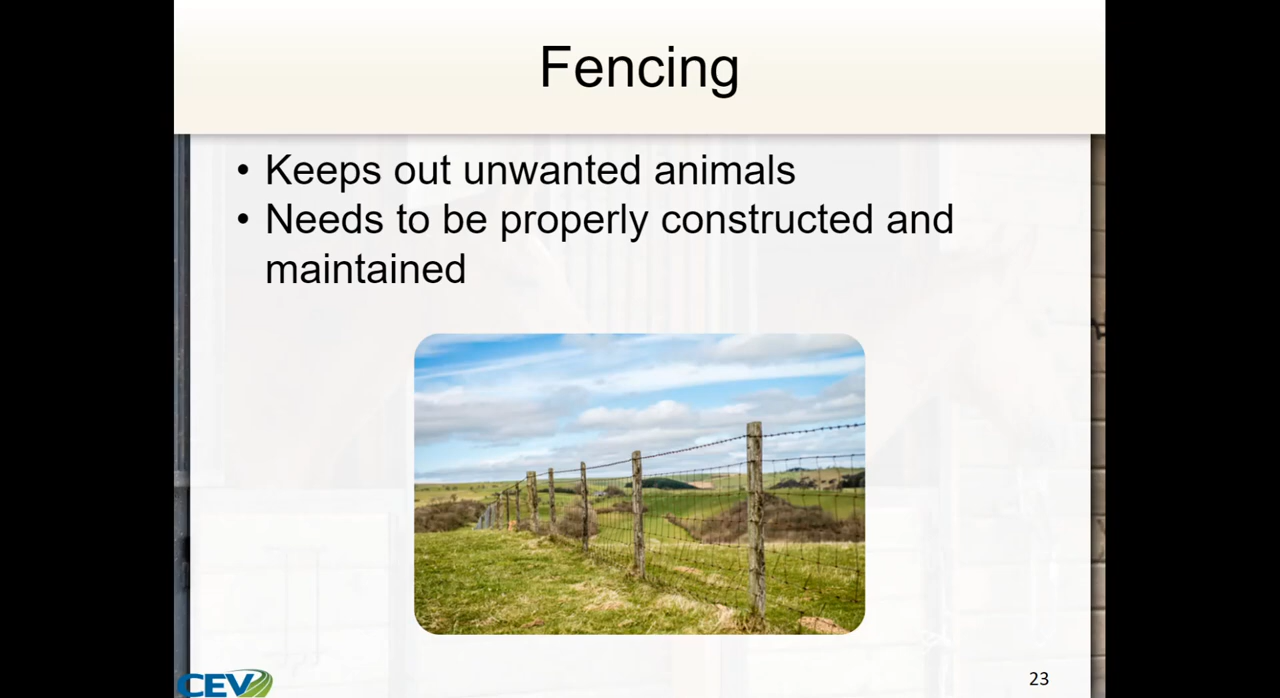 Fencing
• Keeps out unwanted animals
• Needs to be properly constructed and
maintained
CEV
23